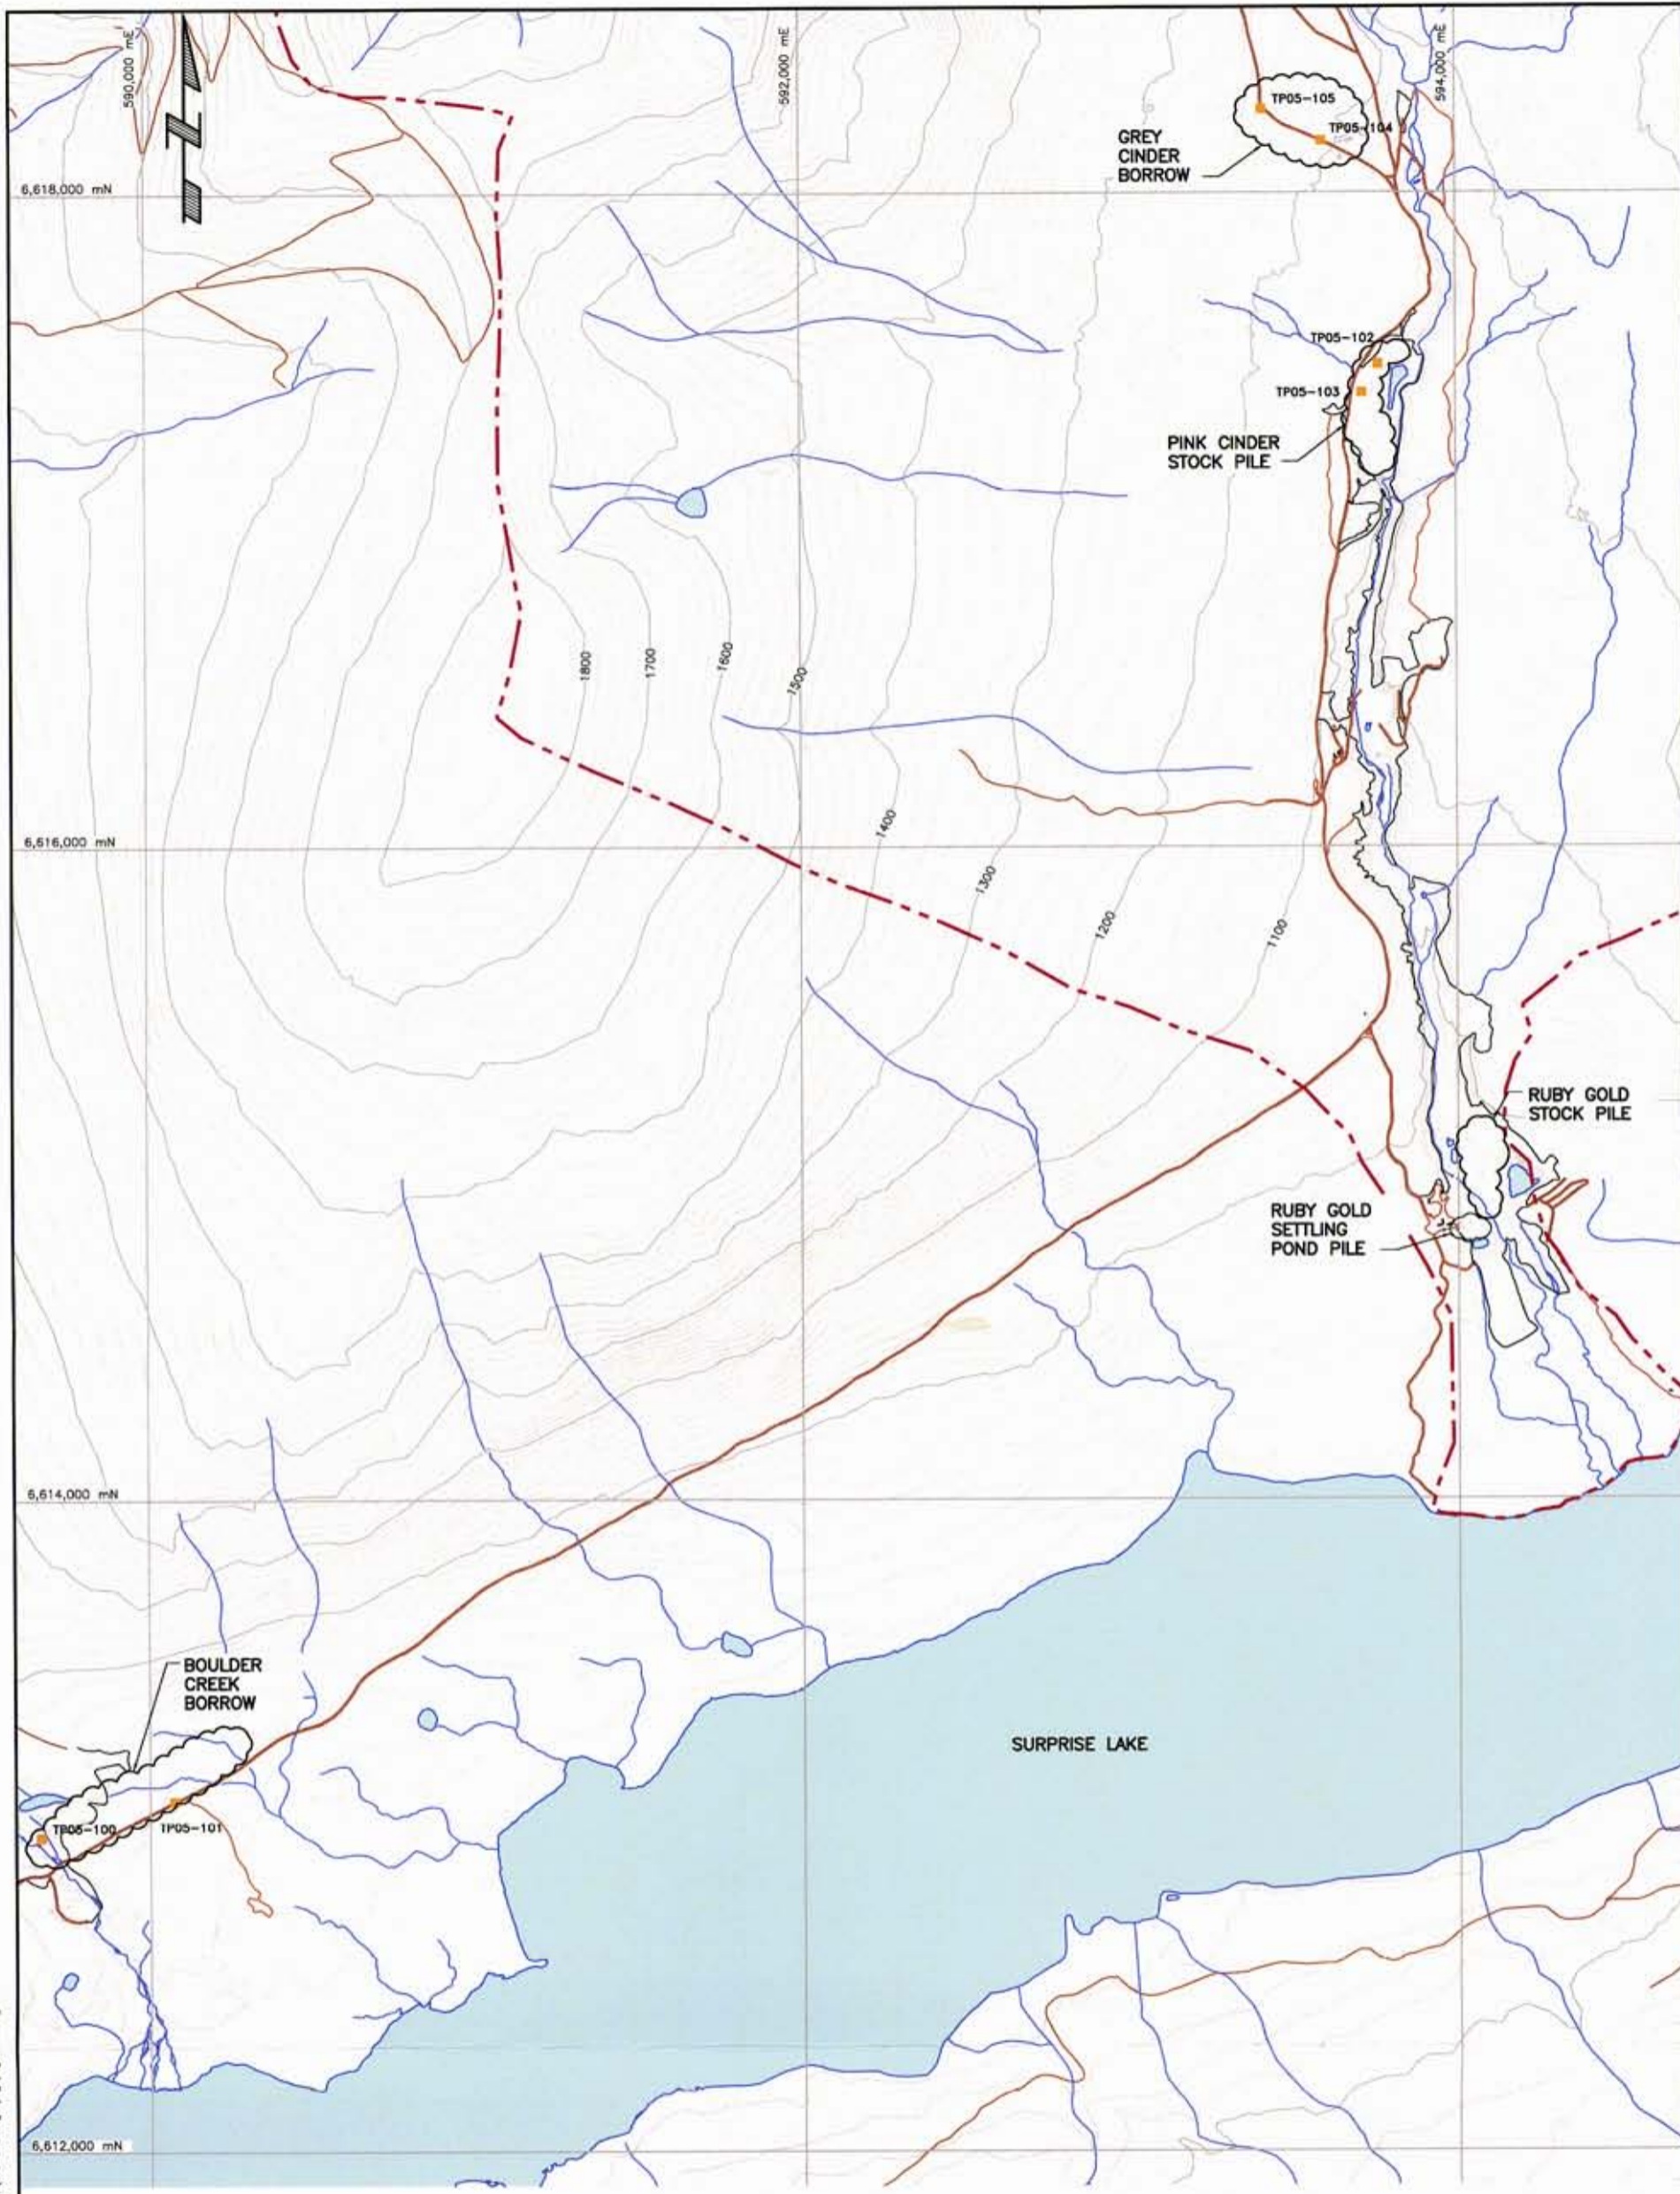 590,000 mE
592,000 mE
594,000 mE
TP05-105
TP05-104
GREY
CINDER
BORROW
6,618,000 mN
TP05-102
TP05-103
PINK CINDER
STOCK PILE
1800
1700
1600
1500
6,616,000 mN
1400
1300
1200
1100
RUBY GOLD
STOCK PILE
RUBY GOLD
SETTLING
POND PILE
6,614,000 mN
BOULDER
CREEK
BORROW
SURPRISE LAKE
TP05-100
TP05-101
6,612,000 mN